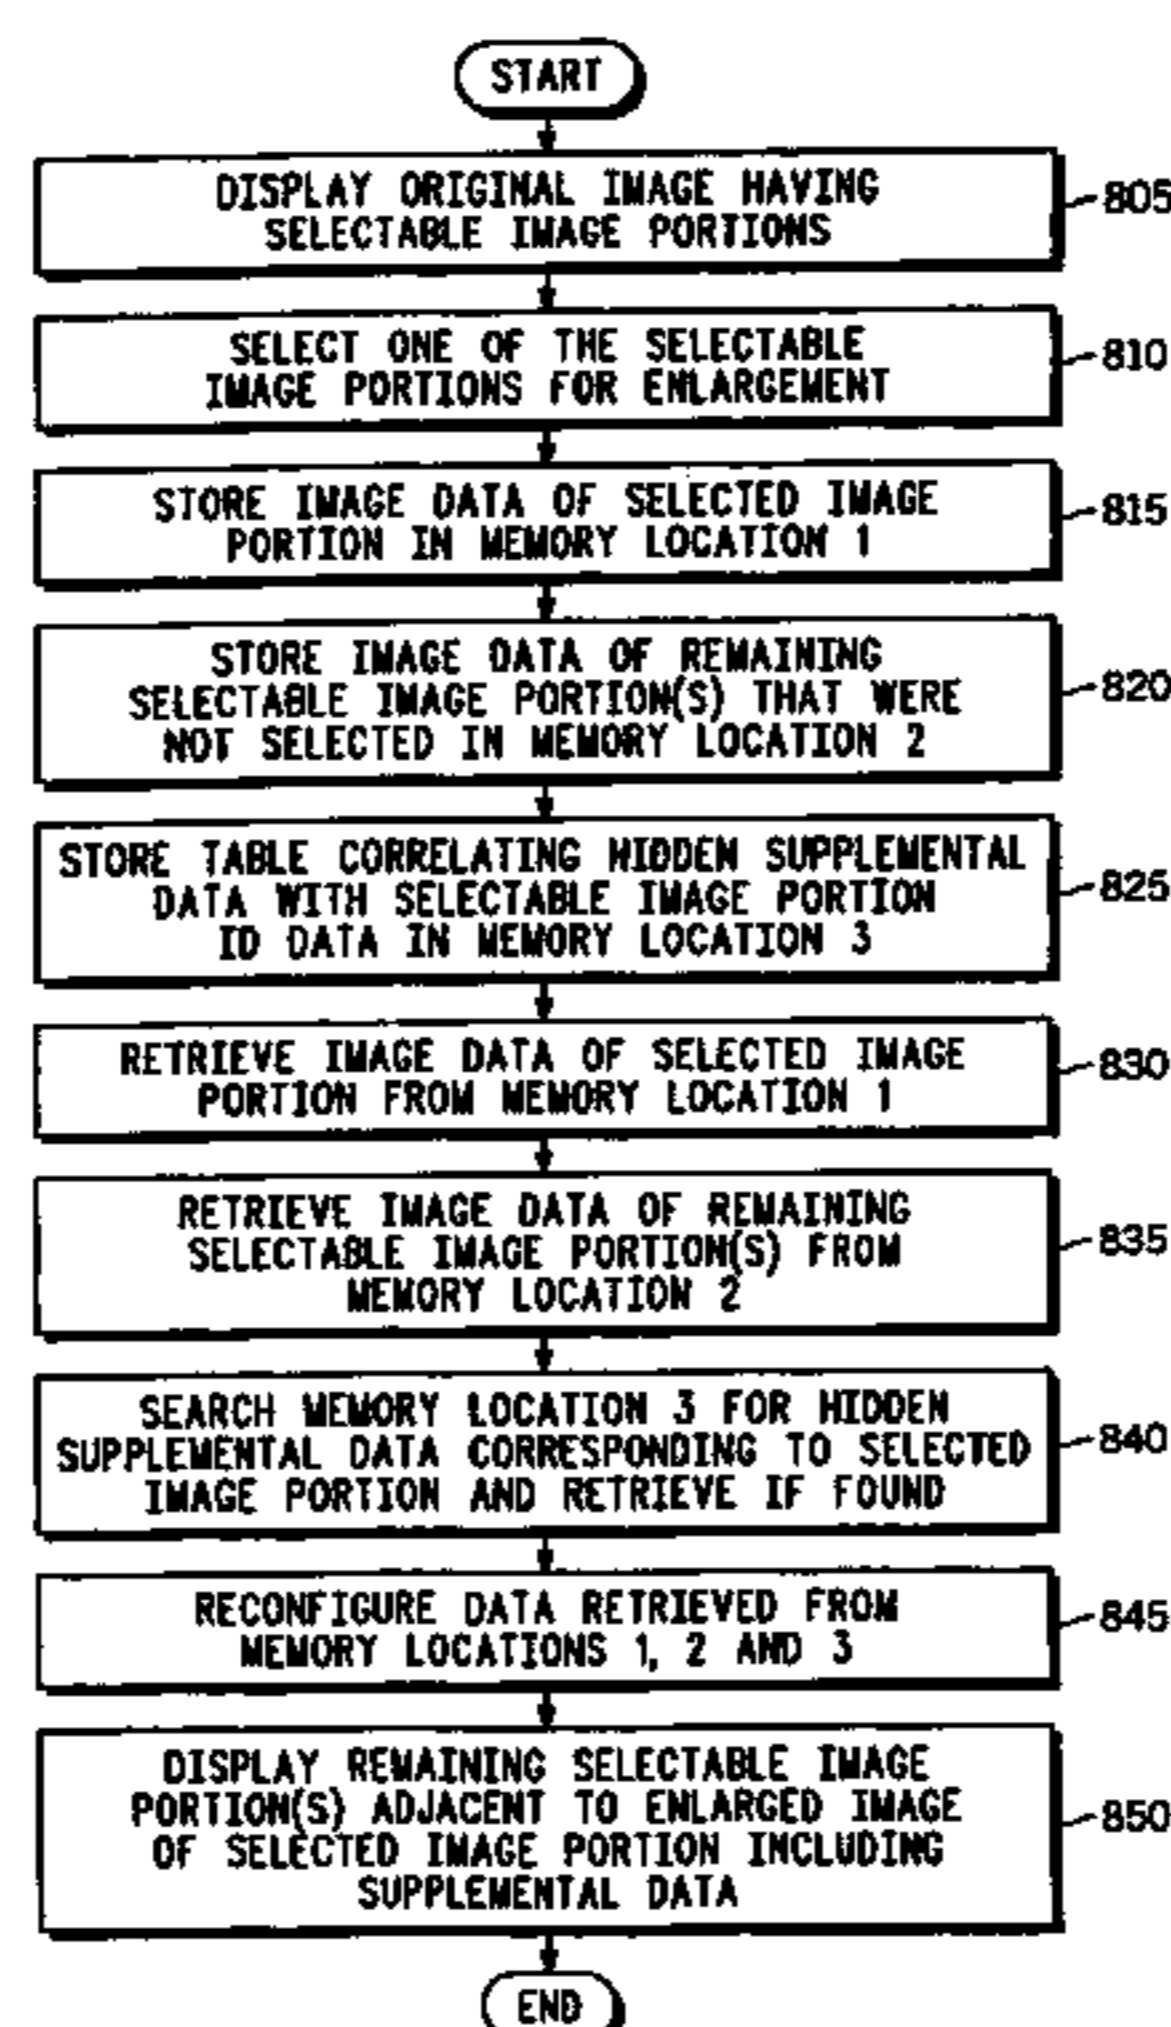 START
DISPLAY ORIGINAL IMAGE HAVING
SELECTABLE IMAGE PORTIONS
805
SELECT ONE OF THE SELECTABLE
IMAGE PORTIONS FOR ENLARGEMENT
810
STORE IMAGE DATA OF SELECTED IMAGE
PORTION IN MEMORY LOCATION 1
815
STORE IMAGE DATA OF REMAINING
SELECTABLE IMAGE PORTION(S) THAT WERE
NOT SELECTED IN MEMORY LOCATION 2
820
STORE TABLE CORRELATING HIDDEN SUPPLEMENTAL
DATA WITH SELECTABLE IMAGE PORTION
ID DATA IN MEMORY LOCATION 3
825
RETRIEVE IMAGE DATA OF SELECTED IMAGE
PORTION FROM MEMORY LOCATION 1
830
RETRIEVE IMAGE DATA OF REMAINING
SELECTABLE IMAGE PORTION(S) FROM
MEMORY LOCATION 2
835
SEARCH MEMORY LOCATION 3 FOR HIDDEN
SUPPLEMENTAL DATA CORRESPONDING TO SELECTED
IMAGE PORTION AND RETRIEVE IF FOUND
840
RECONFIGURE DATA RETRIEVED FROM
MEMORY LOCATIONS 1, 2 AND 3
845
DISPLAY REMAINING SELECTABLE IMAGE
PORTION(S) ADJACENT TO ENLARGED IMAGE
OF SELECTED IMAGE PORTION INCLUDING
SUPPLEMENTAL DATA
850
END